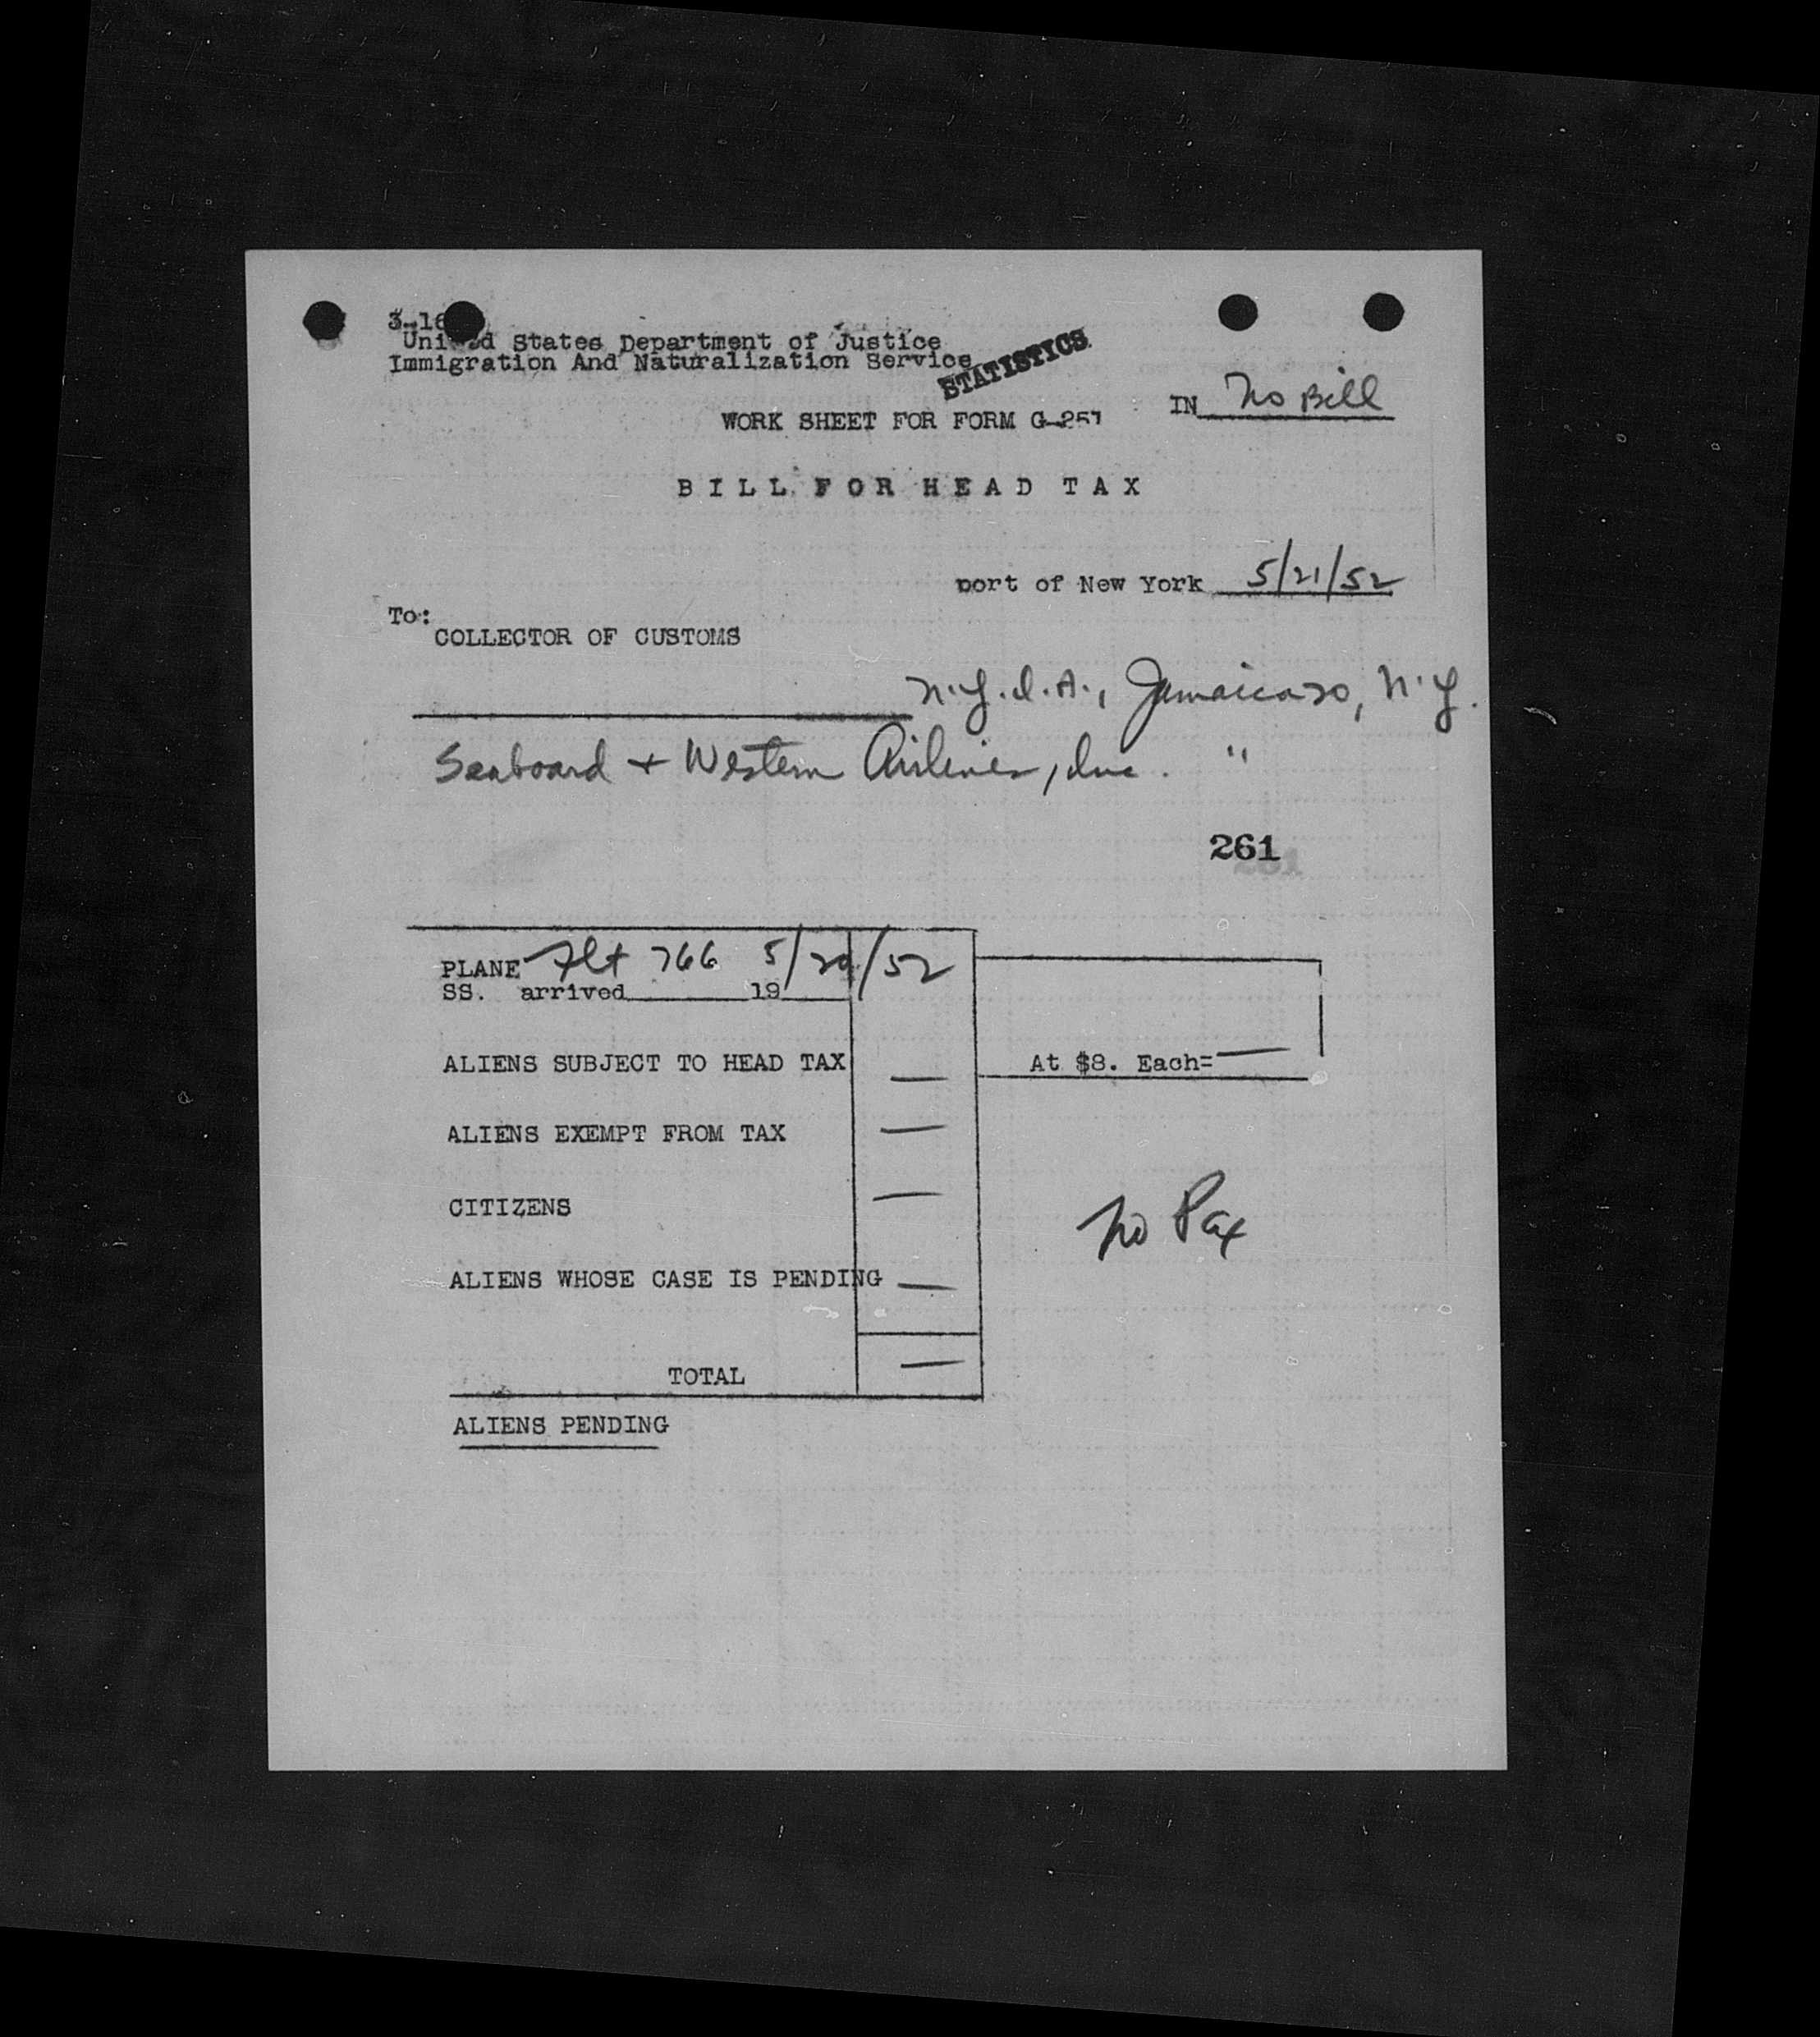 3-16
United States Department of Justice
Immigration And Naturalization Service
STATISTICS
WORK SHEET FOR FORM G-257
IN No Bill
BILL FOR HEAD TAX
port of New York 5/21/52
To:
COLLECTOR OF CUSTOMS
N.Y.I.A., Jamaica 30, N.Y.
Seaboard + Western Airlines, Inc. "
261
PLANE Flt 766 5/20/52
SS. arrived 19
ALIENS SUBJECT TO HEAD TAX —
At $8. Each= —
ALIENS EXEMPT FROM TAX —
CITIZENS —
No Pax
ALIENS WHOSE CASE IS PENDING —
TOTAL —
ALIENS PENDING